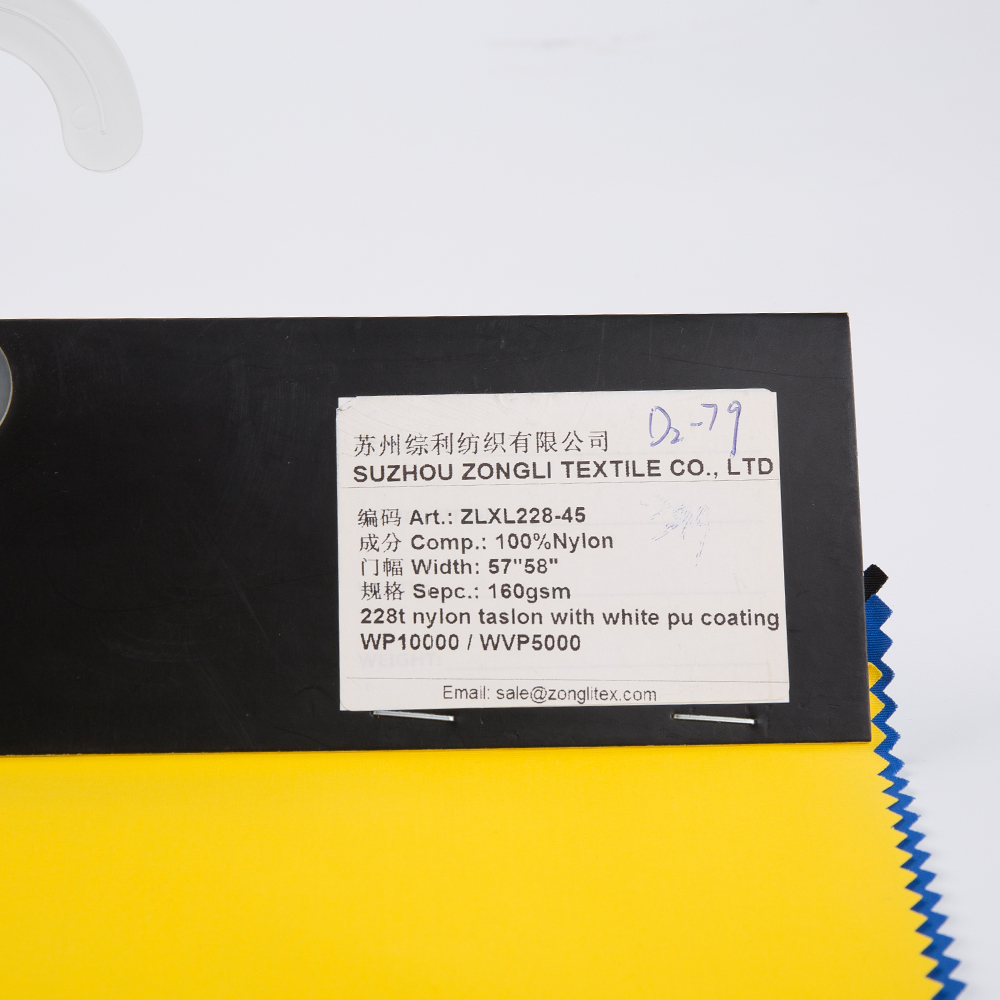 D2-79
苏州综利纺织有限公司
SUZHOU ZONGLI TEXTILE CO., LTD
编码 Art.: ZLXL228-45
成分 Comp.: 100%Nylon
门幅 Width: 57"58"
规格 Sepc.: 160gsm
228t nylon taslon with white pu coating
WP10000 / WVP5000
Email: sale@zonglitex.com